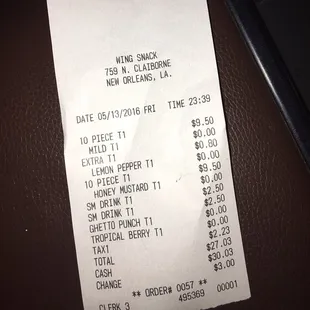 WING SNACK
759 N. CLAIBORNE
NEW ORLEANS, LA.
DATE 05/13/2016 FRI TIME 23:39
10 PIECE T1 $9.50
MILD T1 $0.00
EXTRA T1 $0.80
LEMON PEPPER T1 $0.00
10 PIECE T1 $9.50
HONEY MUSTARD T1 $0.00
SM DRINK T1 $2.50
SM DRINK T1 $2.50
GHETTO PUNCH T1 $0.00
TROPICAL BERRY T1 $0.00
TAX1 $2.23
TOTAL $27.03
CASH $30.03
CHANGE $3.00
** ORDER# 0057 **
CLERK 3 495369 00001